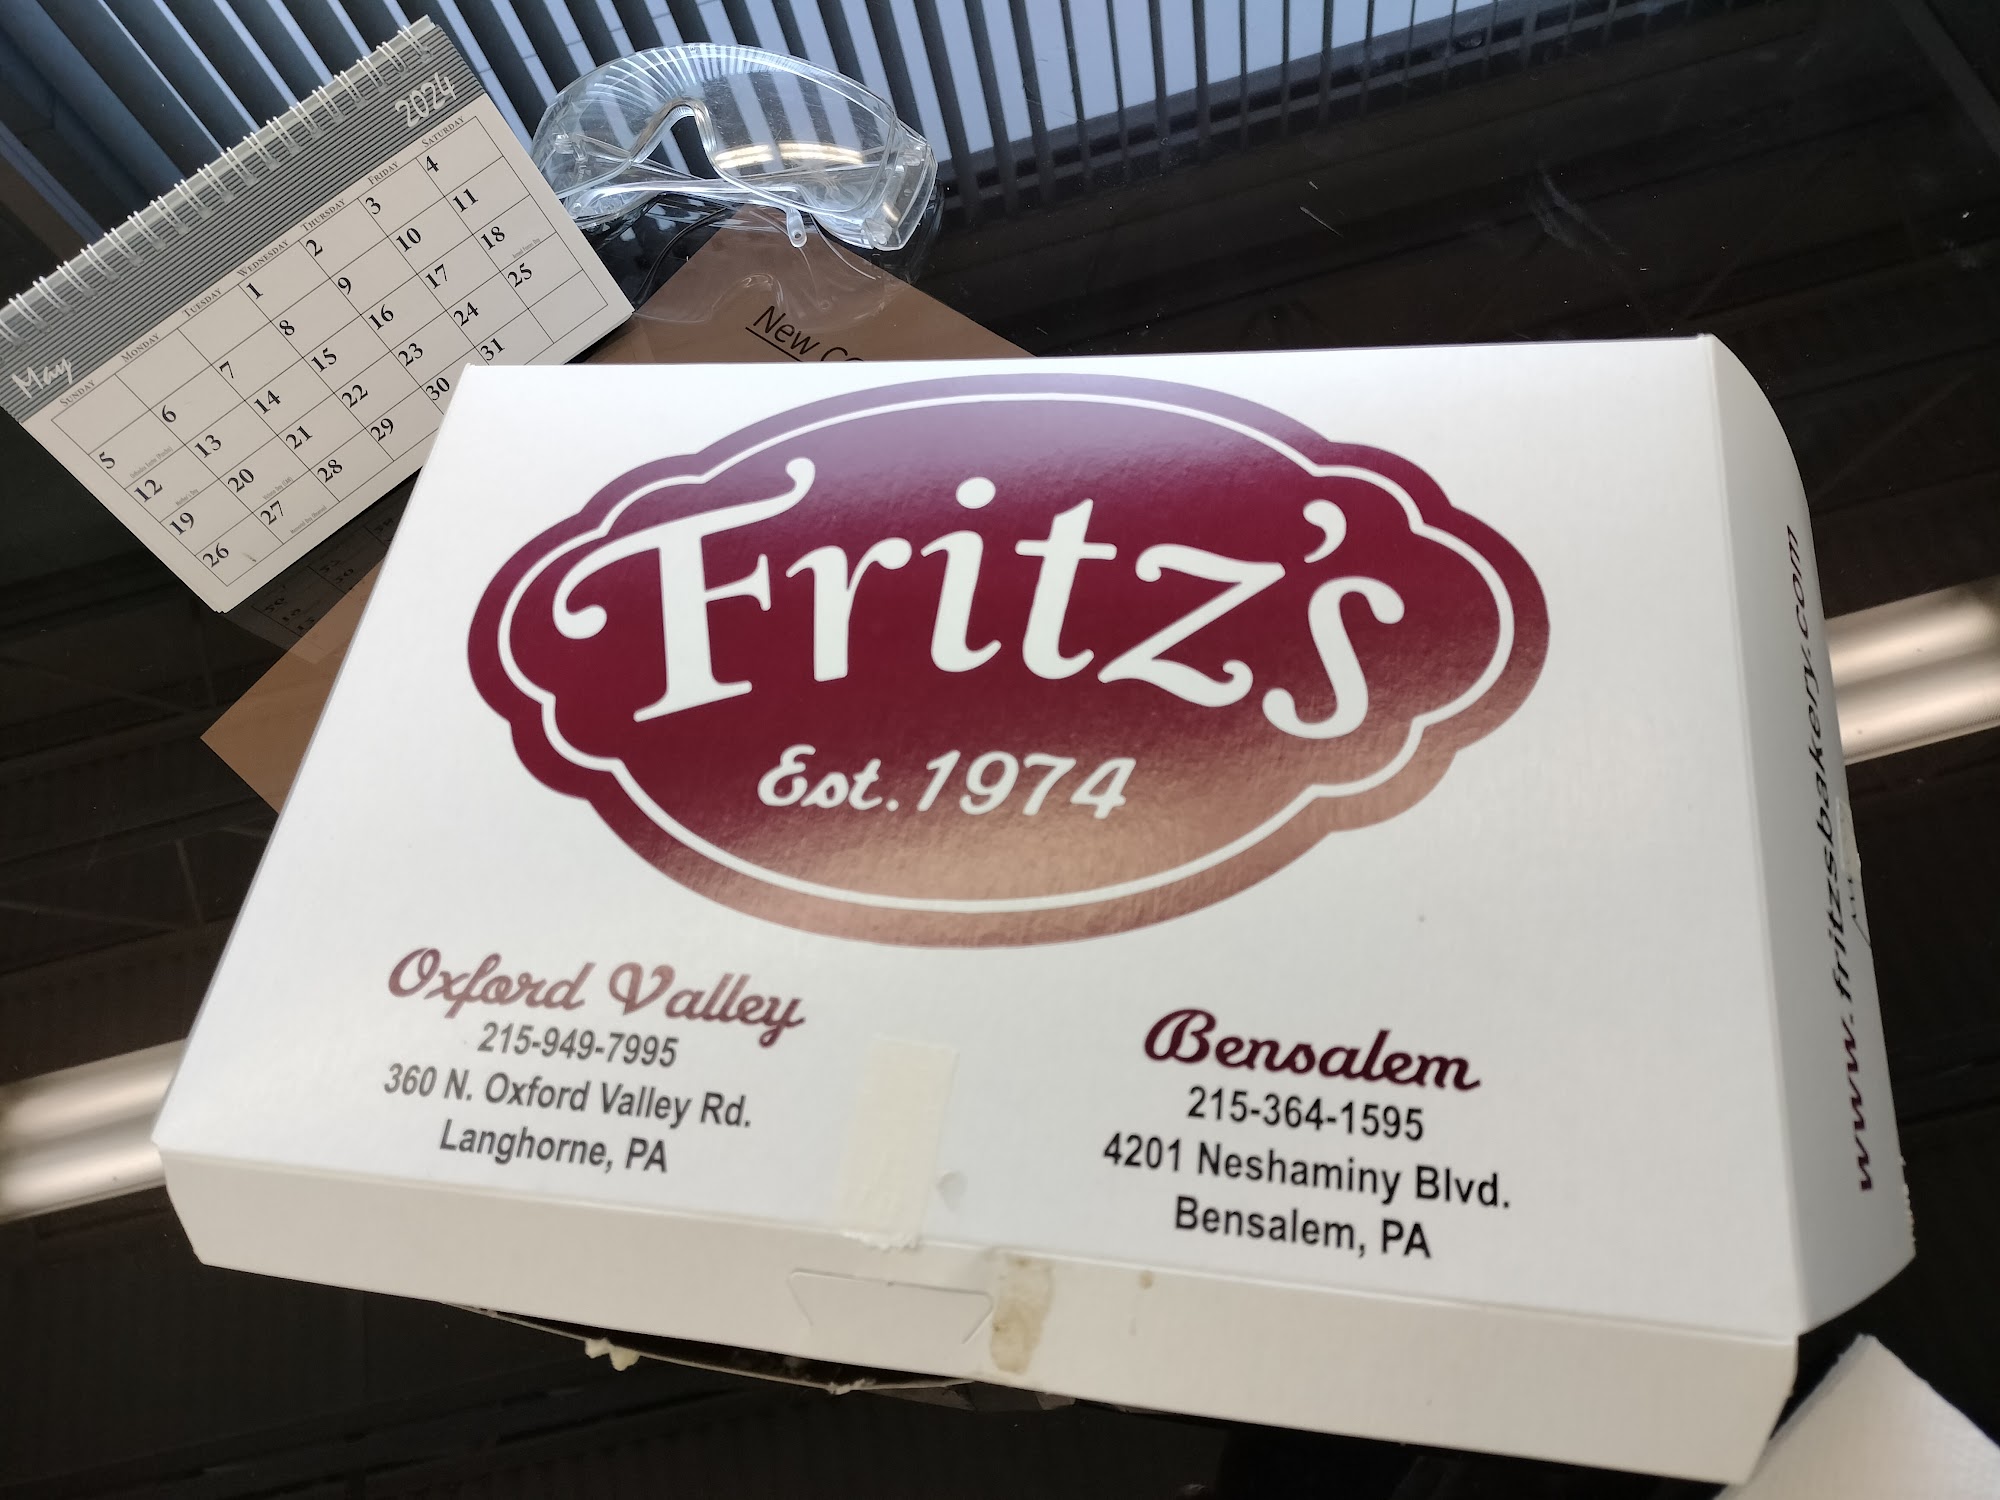 2024
May
SUNDAY MONDAY TUESDAY WEDNESDAY THURSDAY FRIDAY SATURDAY
1 2 3 4
5 6 7 8 9 10 11
12 13 14 15 16 17 18
19 20 21 22 23 24 25
26 27 28 29 30 31
New
Fritz's
Est. 1974
Oxford Valley
215-949-7995
360 N. Oxford Valley Rd.
Langhorne, PA
Bensalem
215-364-1595
4201 Neshaminy Blvd.
Bensalem, PA
www.fritzsbakery.com